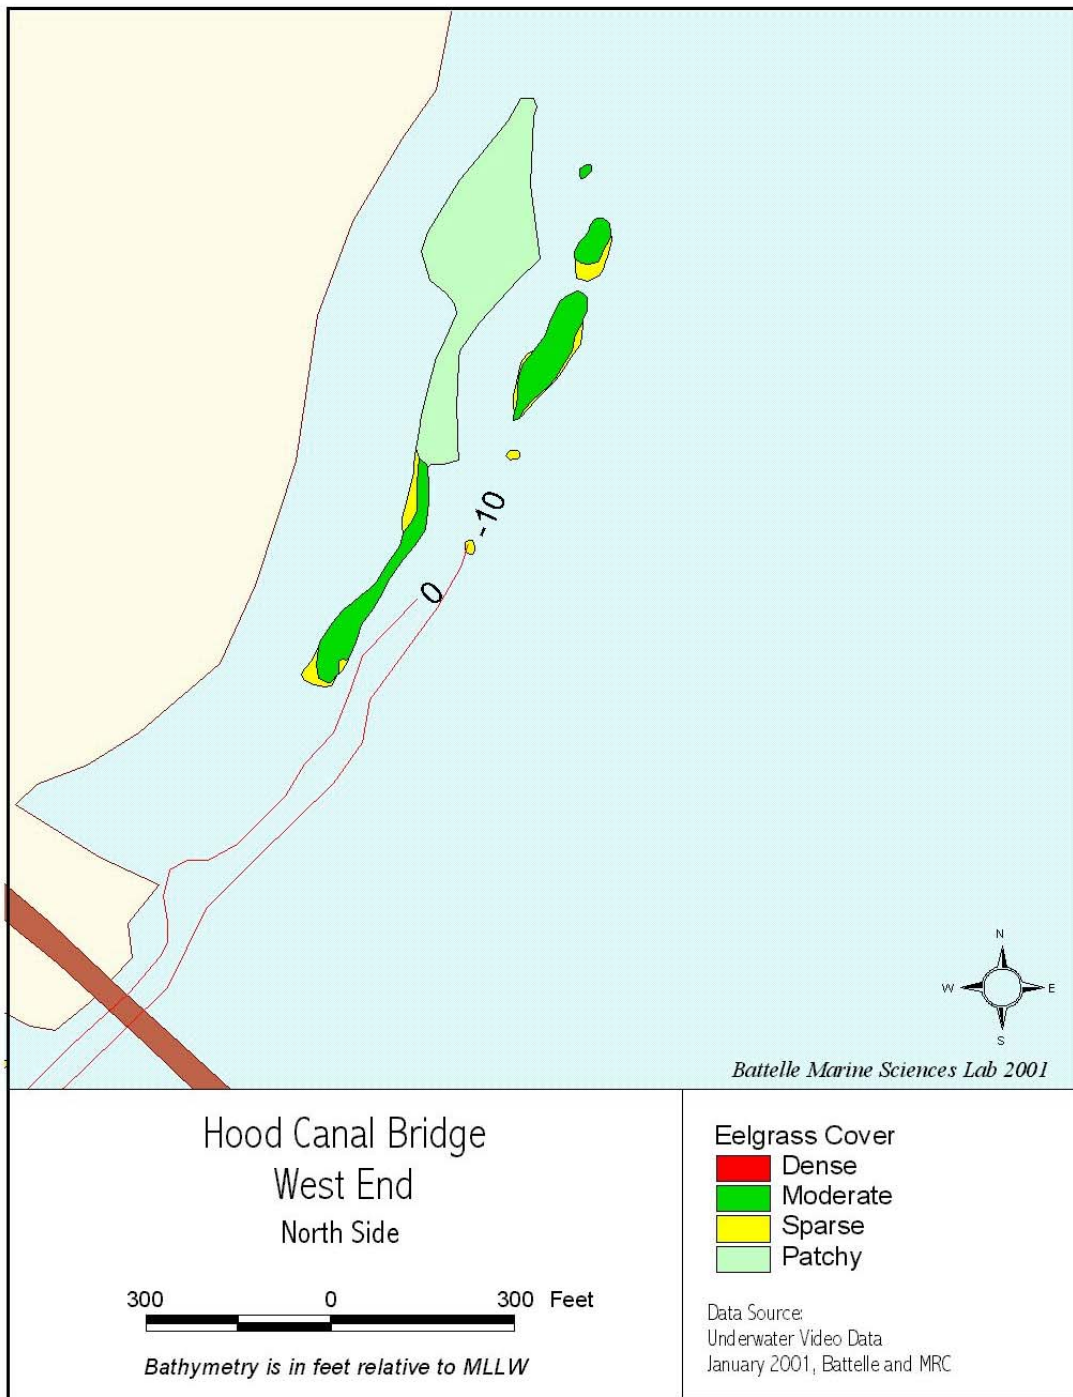 -10
0
N
W E
S
Battelle Marine Sciences Lab 2001
Hood Canal Bridge
West End
North Side
300 0 300 Feet
Bathymetry is in feet relative to MLLW
Eelgrass Cover
Dense
Moderate
Sparse
Patchy
Data Source:
Underwater Video Data
January 2001, Battelle and MRC